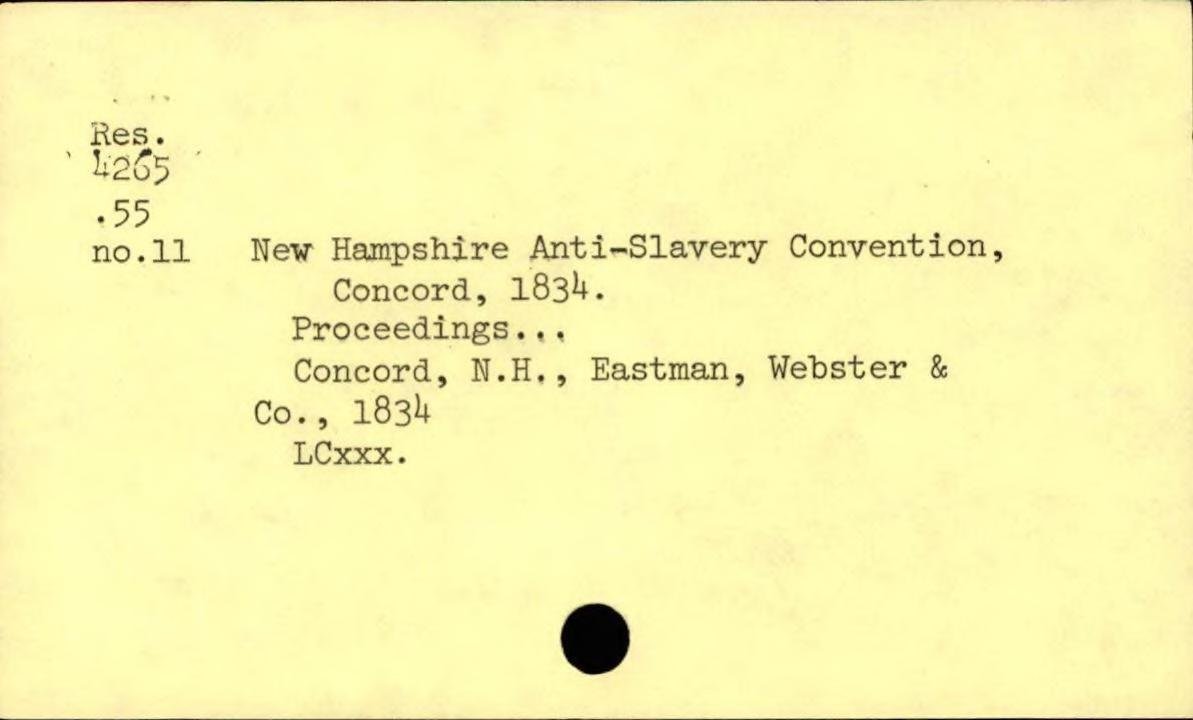 Res.
4265
.55
no.11 New Hampshire Anti-Slavery Convention,
Concord, 1834.
Proceedings...
Concord, N.H., Eastman, Webster &
Co., 1834
LCxxx.